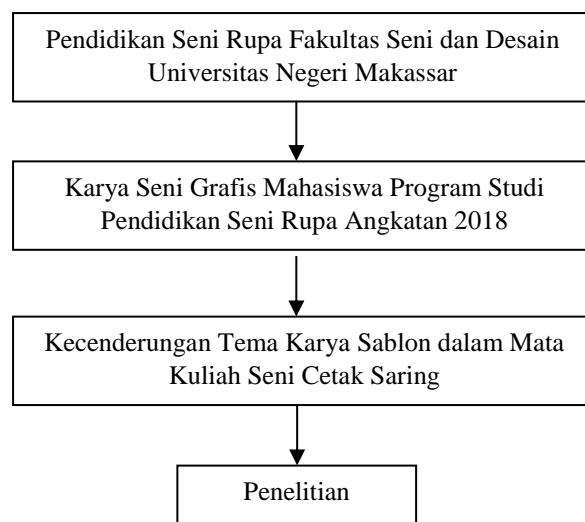 Pendidikan Seni Rupa Fakultas Seni dan Desain
Universitas Negeri Makassar
Karya Seni Grafis Mahasiswa Program Studi
Pendidikan Seni Rupa Angkatan 2018
Kecenderungan Tema Karya Sablon dalam Mata
Kuliah Seni Cetak Saring
Penelitian